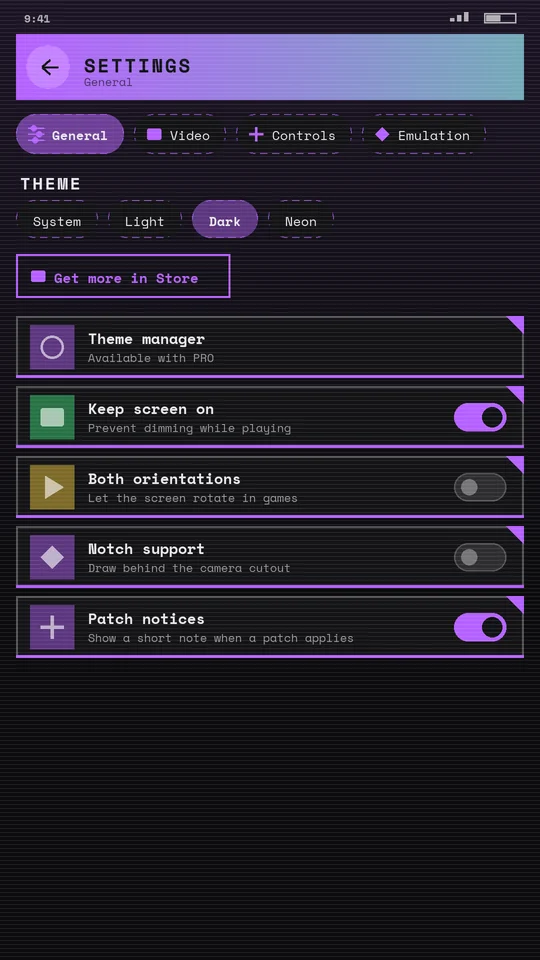 9:41
SETTINGS
General
General
Video
Controls
Emulation
THEME
System
Light
Dark
Neon
Get more in Store
Theme manager
Available with PRO
Keep screen on
Prevent dimming while playing
Both orientations
Let the screen rotate in games
Notch support
Draw behind the camera cutout
Patch notices
Show a short note when a patch applies